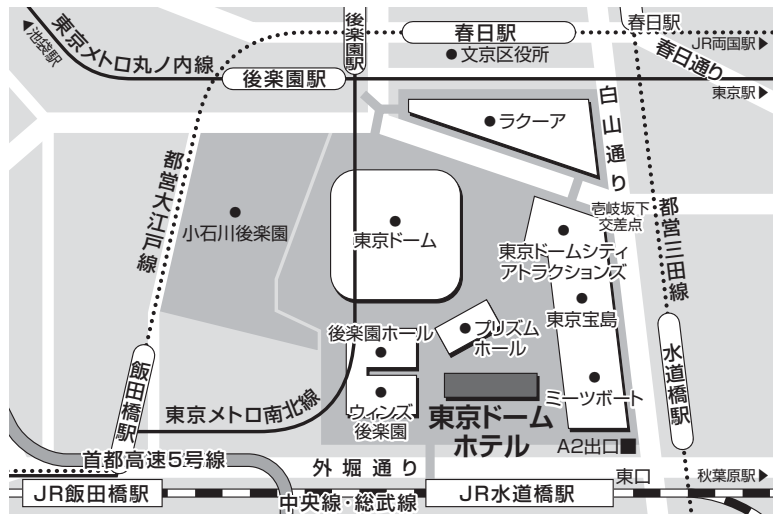 ▲池袋駅
東京メトロ丸ノ内線
後楽園駅
後楽園駅
春日駅
●文京区役所
春日駅
JR両国駅▶
春日通り
東京駅▶
白山通り
●ラクーア
都営大江戸線
●
小石川後楽園
●
東京ドーム
壱岐坂下
交差点
都営三田線
●
東京ドームシティ
アトラクションズ
●
東京宝島
後楽園ホール
●
●プリズム
ホール
飯田橋駅
水道橋駅
東京メトロ南北線
●
ウィンズ
後楽園
東京ドーム
ホテル
●
ミーツポート
A2出口■
首都高速5号線
外堀通り
東口
秋葉原駅▶
JR飯田橋駅
中央線・総武線
JR水道橋駅